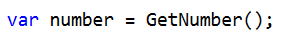 var number = GetNumber();